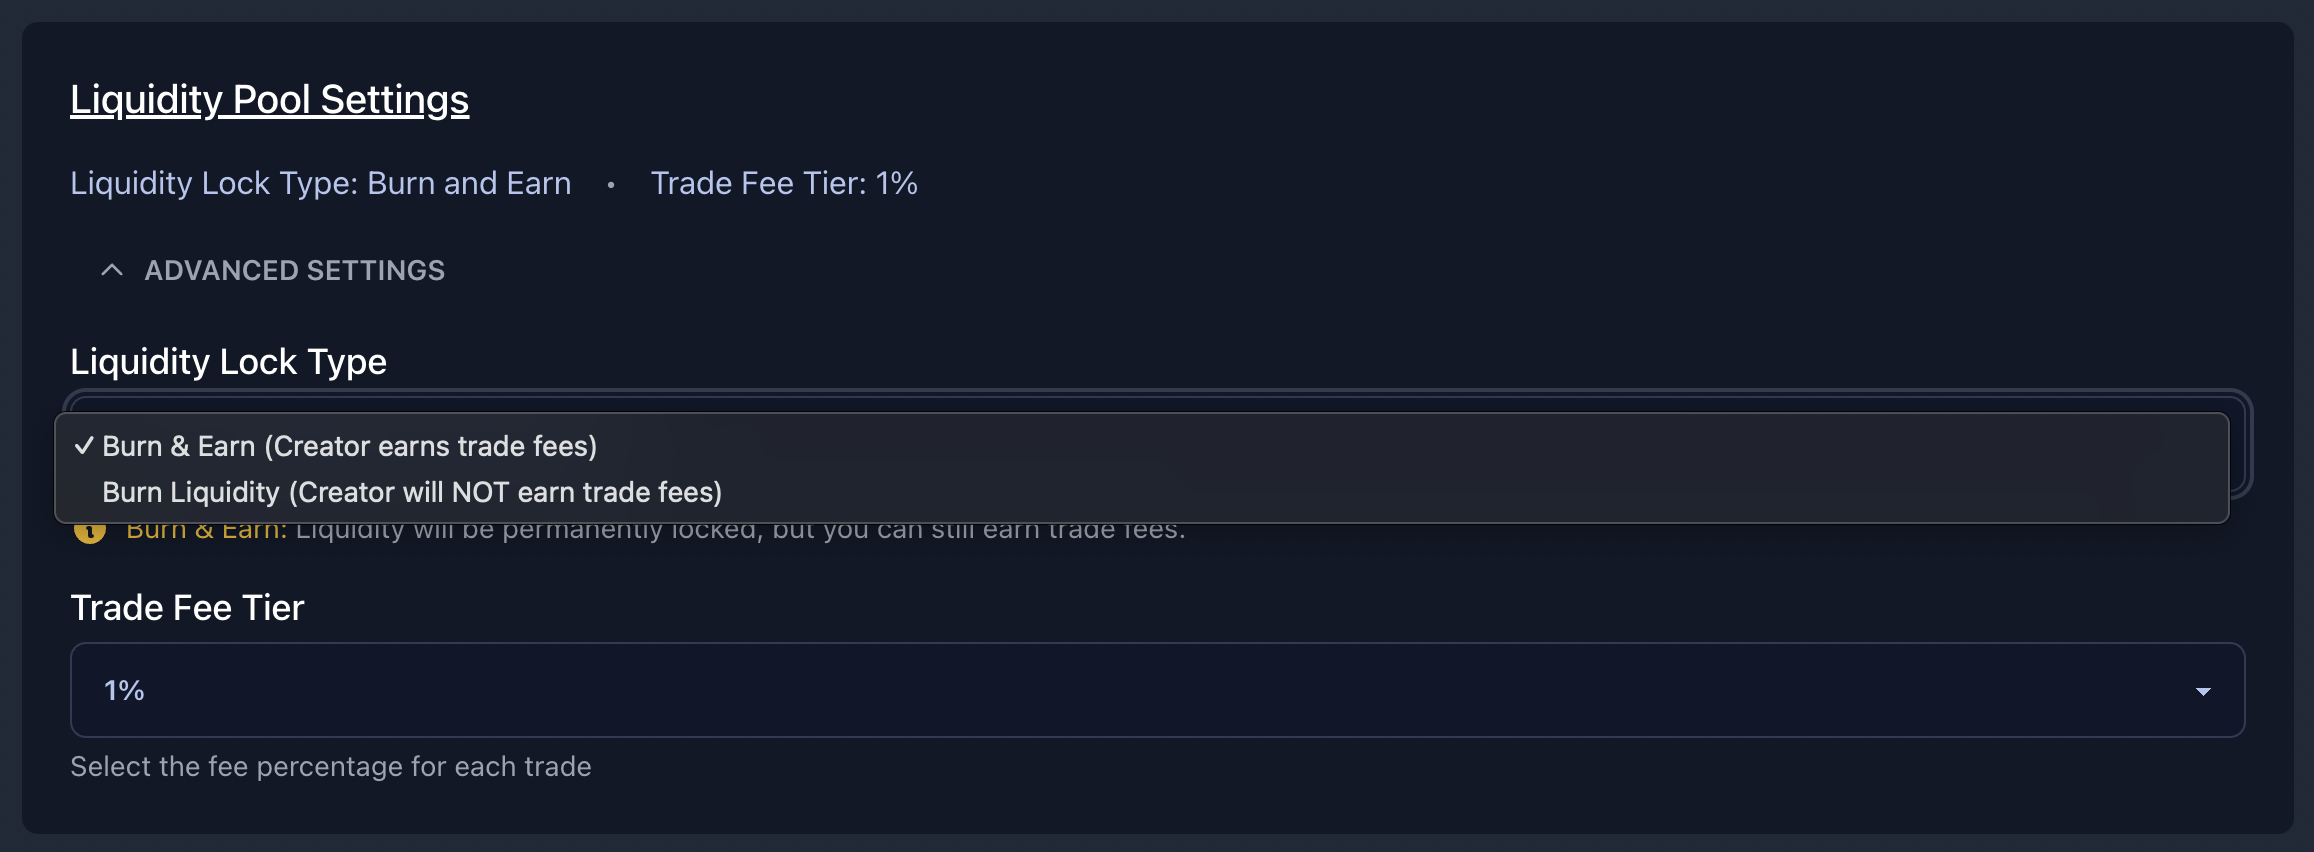 Liquidity Pool Settings
Liquidity Lock Type: Burn and Earn • Trade Fee Tier: 1%
ADVANCED SETTINGS
Liquidity Lock Type
✓ Burn & Earn (Creator earns trade fees)
Burn Liquidity (Creator will NOT earn trade fees)
Burn & Earn: Liquidity will be permanently locked, but you can still earn trade fees.
Trade Fee Tier
1%
Select the fee percentage for each trade